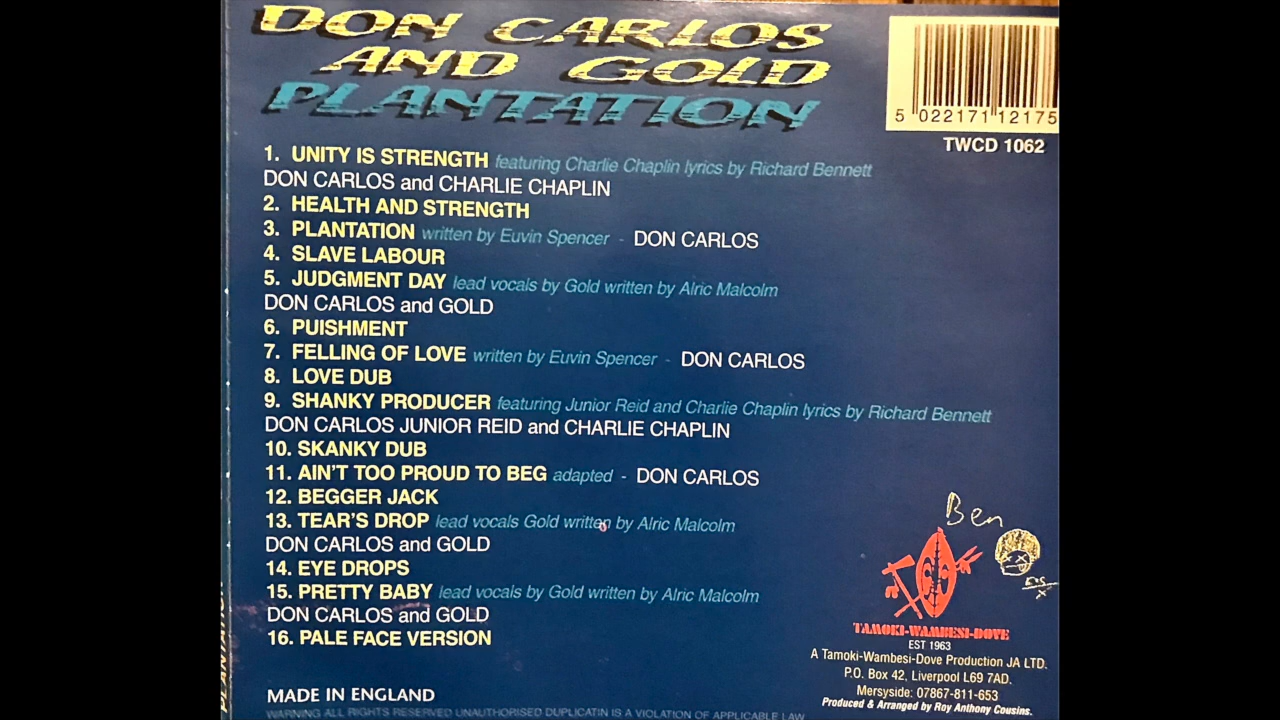 DON CARLOS
AND GOLD
PLANTATION
5 022171 12175
TWCD 1062
1. UNITY IS STRENGTH featuring Charlie Chaplin lyrics by Richard Bennett
DON CARLOS and CHARLIE CHAPLIN
2. HEALTH AND STRENGTH
3. PLANTATION written by Euvin Spencer - DON CARLOS
4. SLAVE LABOUR
5. JUDGMENT DAY lead vocals by Gold written by Alric Malcolm
DON CARLOS and GOLD
6. PUISHMENT
7. FELLING OF LOVE written by Euvin Spencer - DON CARLOS
8. LOVE DUB
9. SHANKY PRODUCER featuring Junior Reid and Charlie Chaplin lyrics by Richard Bennett
DON CARLOS JUNIOR REID and CHARLIE CHAPLIN
10. SKANKY DUB
11. AIN'T TOO PROUD TO BEG adapted - DON CARLOS
12. BEGGER JACK
13. TEAR'S DROP lead vocals Gold written by Alric Malcolm
DON CARLOS and GOLD
14. EYE DROPS
15. PRETTY BABY lead vocals by Gold written by Alric Malcolm
DON CARLOS and GOLD
16. PALE FACE VERSION
Ben
TAMOKI-WAMBESI-DOVE
EST 1963
A Tamoki-Wambesi-Dove Production JA LTD.
P.O. Box 42, Liverpool L69 7AD.
Mersyside: 07867-811-653
Produced & Arranged by Roy Anthony Cousins.
MADE IN ENGLAND
WARNING ALL RIGHTS RESERVED UNAUTHORISED DUPLICATIN IS A VIOLATION OF APPLICABLE LAW
PLANTATION